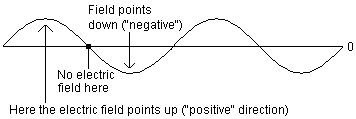 Field points
down ("negative")
0
No electric
field here
Here the electric field points up ("positive" direction)